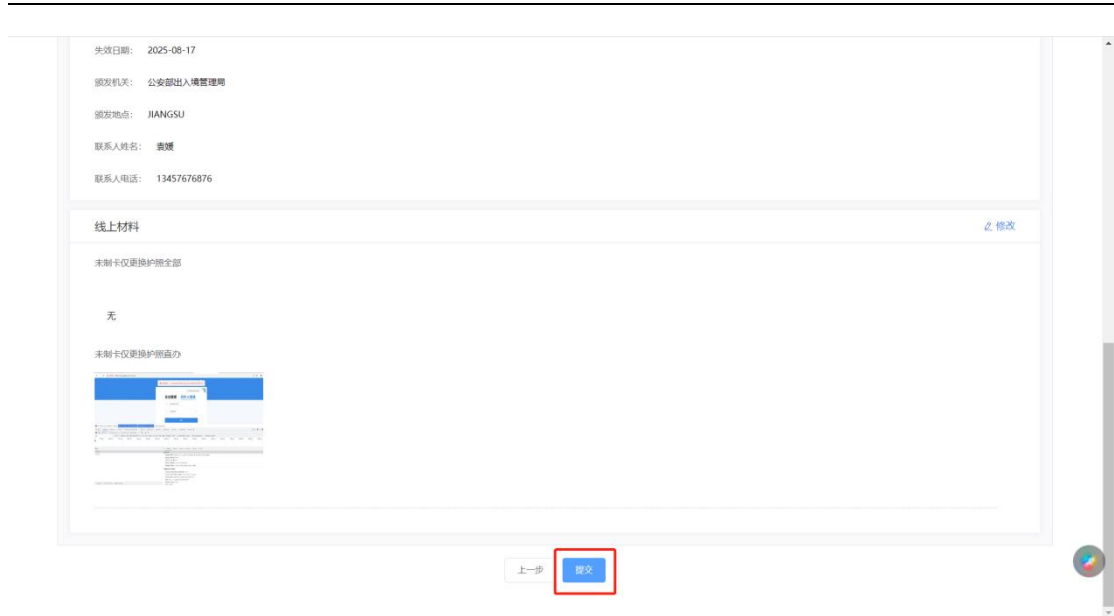 失效日期： 2025-08-17
颁发机关： 公安部出入境管理局
颁发地点： JIANGSU
联系人姓名： 袁媛
联系人电话： 13457676876
线上材料
修改
未制卡仅更换护照全部
无
未制卡仅更换护照直办
上一步 提交